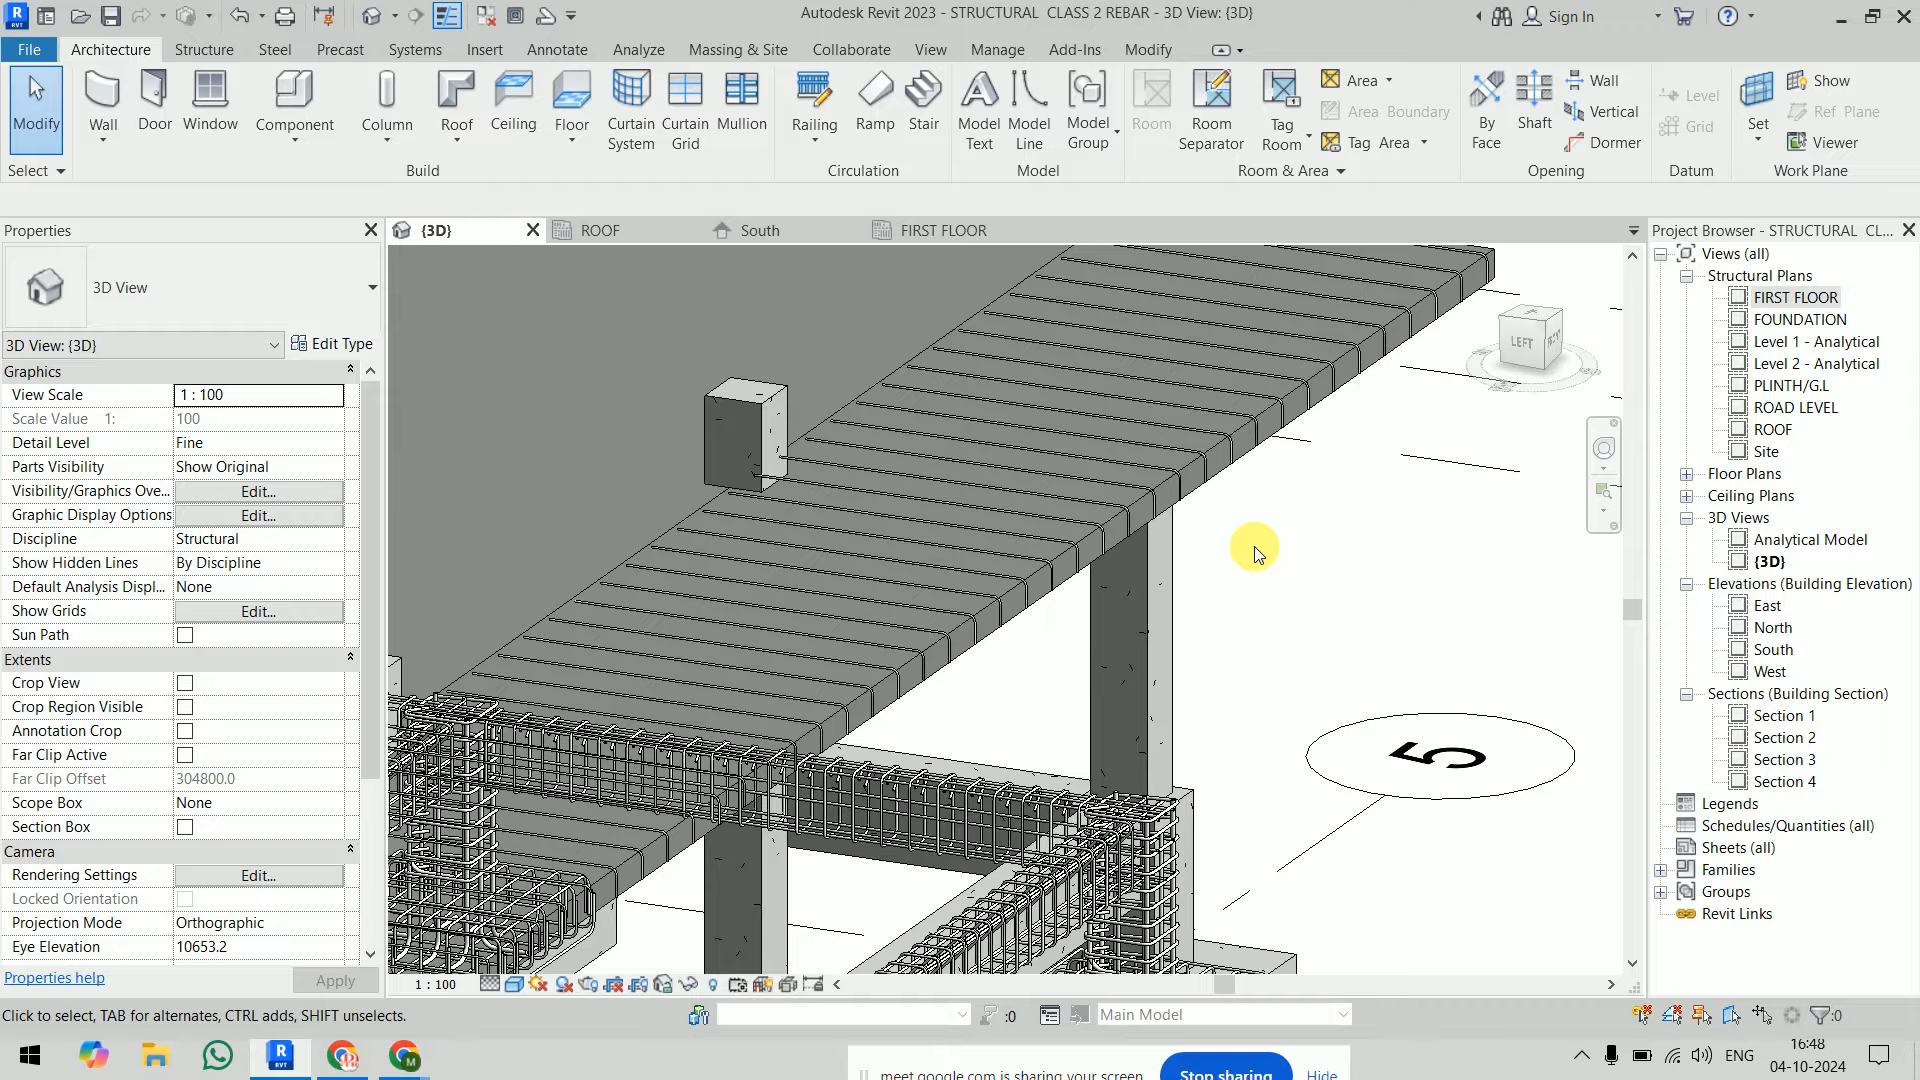 Autodesk Revit 2023 - STRUCTURAL  CLASS 2 REBAR - 3D View: {3D}
Sign In
File Architecture Structure Steel Precast Systems Insert Annotate Analyze Massing & Site Collaborate View Manage Add-Ins Modify
Modify Wall Door Window Component Column Roof Ceiling Floor Curtain System Curtain Grid Mullion Railing Ramp Stair Model Text Model Line Model Group Room Room Separator Tag Room
Area
Area Boundary
Tag Area
By Face Shaft
Wall
Vertical
Dormer
Level
Grid
Set
Show
Ref Plane
Viewer
Select Build Circulation Model Room & Area Opening Datum Work Plane
Properties
3D View
3D View: {3D}
Edit Type
Graphics
View Scale 1 : 100
Scale Value 1: 100
Detail Level Fine
Parts Visibility Show Original
Visibility/Graphics Ove... Edit...
Graphic Display Options Edit...
Discipline Structural
Show Hidden Lines By Discipline
Default Analysis Displ... None
Show Grids Edit...
Sun Path
Extents
Crop View
Crop Region Visible
Annotation Crop
Far Clip Active
Far Clip Offset 304800.0
Scope Box None
Section Box
Camera
Rendering Settings Edit...
Locked Orientation
Projection Mode Orthographic
Eye Elevation 10653.2
Properties help
Apply
{3D} ROOF South FIRST FLOOR
LEFT
FRONT
5
1 : 100
Project Browser - STRUCTURAL  CL...
Views (all)
Structural Plans
FIRST FLOOR
FOUNDATION
Level 1 - Analytical
Level 2 - Analytical
PLINTH/G.L
ROAD LEVEL
ROOF
Site
Floor Plans
Ceiling Plans
3D Views
Analytical Model
{3D}
Elevations (Building Elevation)
East
North
South
West
Sections (Building Section)
Section 1
Section 2
Section 3
Section 4
Legends
Schedules/Quantities (all)
Sheets (all)
Families
Groups
Revit Links
Click to select, TAB for alternates, CTRL adds, SHIFT unselects.
:0
Main Model
:0
meet.google.com is sharing your screen.
Stop sharing
Hide
ENG
16:48
04-10-2024